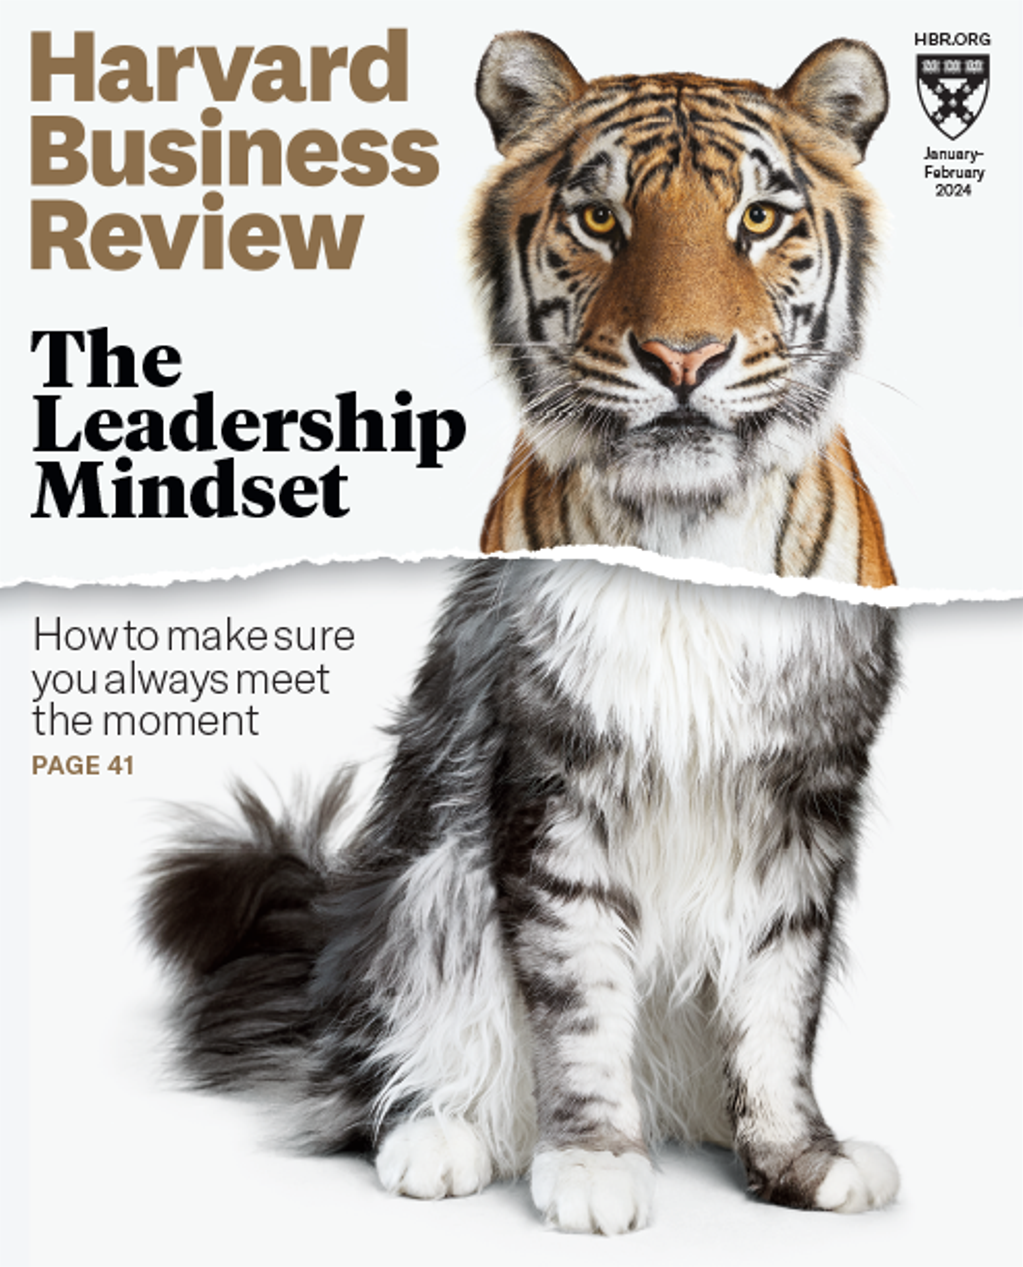 Harvard
Business
Review
HBR.ORG
January-
February
2024
The
Leadership
Mindset
How to make sure
you always meet
the moment
PAGE 41